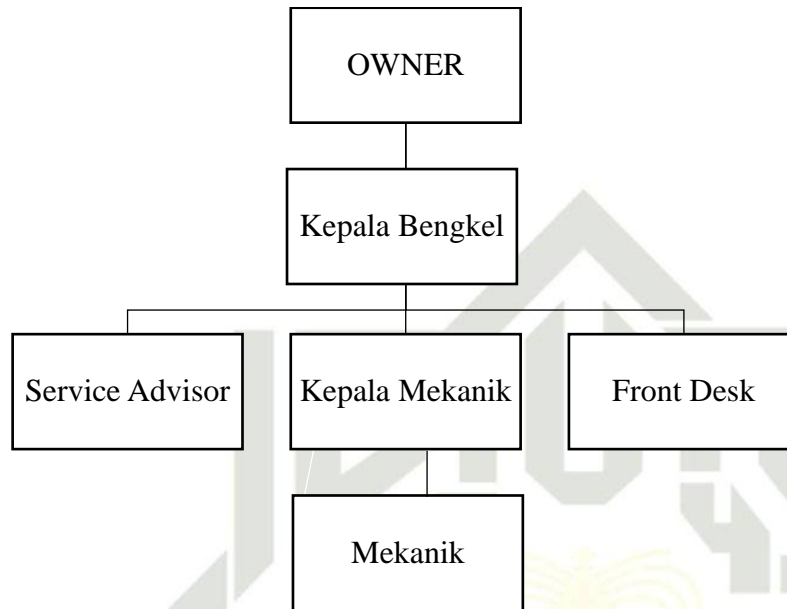 OWNER
Kepala Bengkel
Service Advisor
Kepala Mekanik
Front Desk
Mekanik